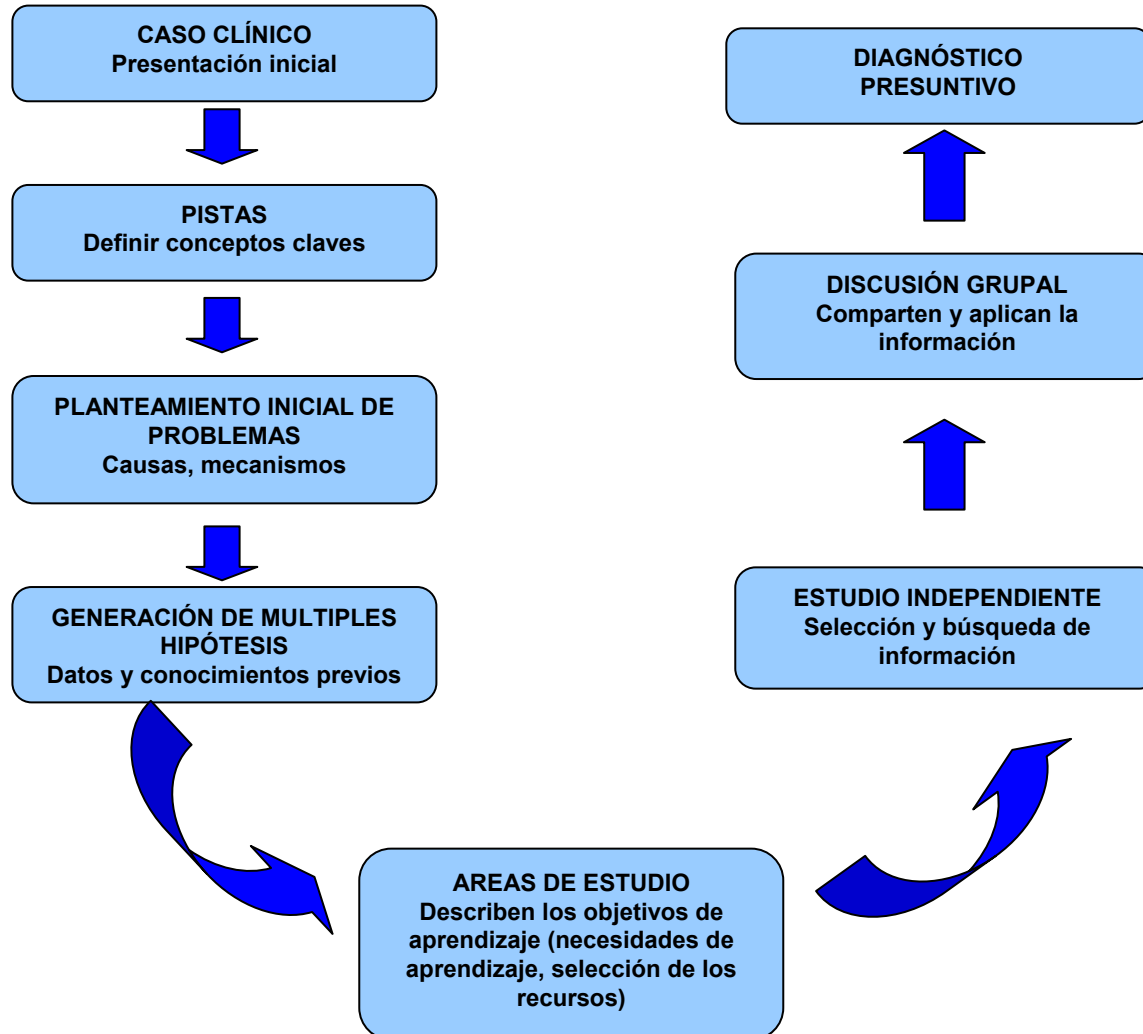 CASO CLÍNICO
Presentación inicial
PISTAS
Definir conceptos claves
PLANTEAMIENTO INICIAL DE
PROBLEMAS
Causas, mecanismos
GENERACIÓN DE MULTIPLES
HIPÓTESIS
Datos y conocimientos previos
AREAS DE ESTUDIO
Describen los objetivos de
aprendizaje (necesidades de
aprendizaje, selección de los
recursos)
ESTUDIO INDEPENDIENTE
Selección y búsqueda de
información
DISCUSIÓN GRUPAL
Comparten y aplican la
información
DIAGNÓSTICO
PRESUNTIVO